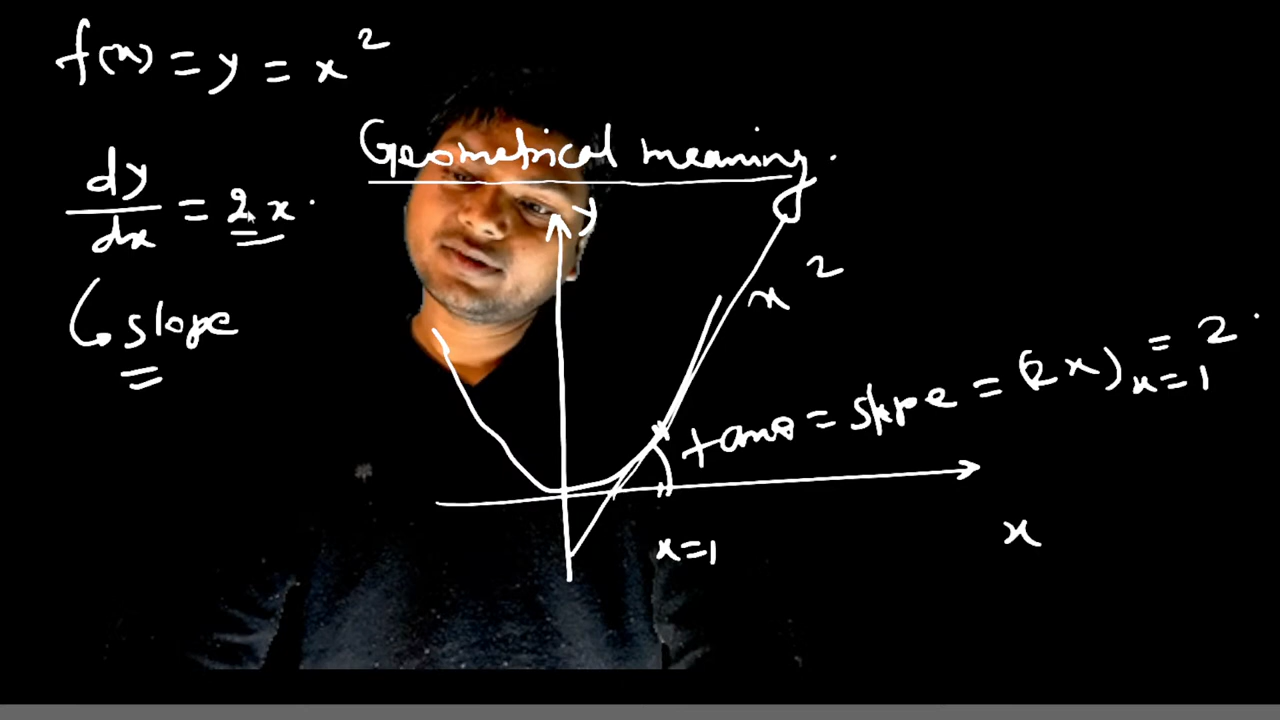 f(x) = y = x²
Geometrical meaning.
dy/dx = 2x.
↳ slope
y
x²
tanθ = slope = (2x)x=1 = 2.
x=1
x